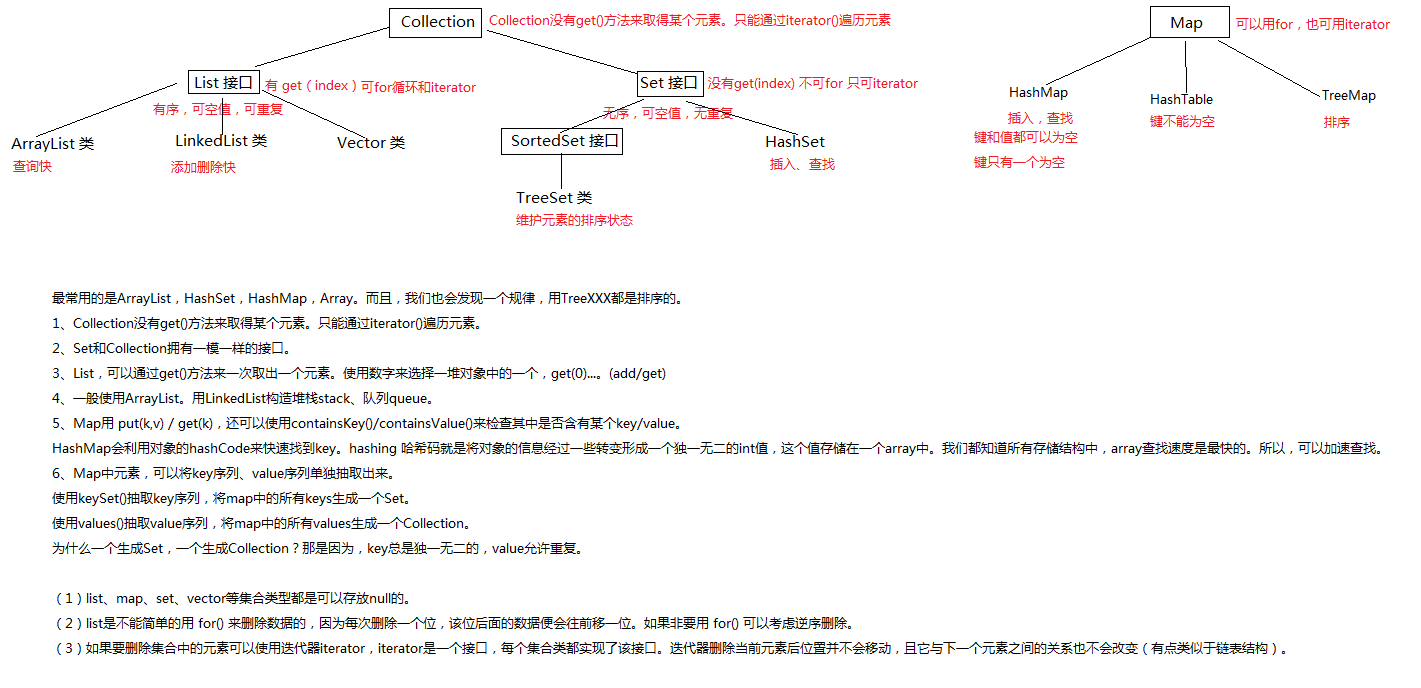 Collection
Collection没有get()方法来取得某个元素。只能通过iterator()遍历元素
Map
可以用for，也可用iterator
List 接口
有 get（index）可for循环和iterator
Set 接口
没有get(index) 不可for 只可iterator
有序，可空值，可重复
无序，可空值，无重复
HashMap
HashTable
TreeMap
插入，查找
键和值都可以为空
键只有一个为空
键不能为空
排序
ArrayList 类
查询快
LinkedList 类
添加删除快
Vector 类
SortedSet 接口
HashSet
插入、查找
TreeSet 类
维护元素的排序状态
最常用的是ArrayList，HashSet，HashMap，Array。而且，我们也会发现一个规律，用TreeXXX都是排序的。
1、Collection没有get()方法来取得某个元素。只能通过iterator()遍历元素。
2、Set和Collection拥有一模一样的接口。
3、List，可以通过get()方法来一次取出一个元素。使用数字来选择一堆对象中的一个，get(0)...。(add/get)
4、一般使用ArrayList。用LinkedList构造堆栈stack、队列queue。
5、Map用 put(k,v) / get(k)，还可以使用containsKey()/containsValue()来检查其中是否含有某个key/value。
HashMap会利用对象的hashCode来快速找到key。hashing 哈希码就是将对象的信息经过一些转变形成一个独一无二的int值，这个值存储在一个array中。我们都知道所有存储结构中，array查找速度是最快的。所以，可以加速查找。
6、Map中元素，可以将key序列、value序列单独抽取出来。
使用keySet()抽取key序列，将map中的所有keys生成一个Set。
使用values()抽取value序列，将map中的所有values生成一个Collection。
为什么一个生成Set，一个生成Collection？那是因为，key总是独一无二的，value允许重复。
（1）list、map、set、vector等集合类型都是可以存放null的。
（2）list是不能简单的用 for() 来删除数据的，因为每次删除一个位，该位后面的数据便会往前移一位。如果非要用 for() 可以考虑逆序删除。
（3）如果要删除集合中的元素可以使用迭代器iterator，iterator是一个接口，每个集合类都实现了该接口。迭代器删除当前元素后位置并不会移动，且它与下一个元素之间的关系也不会改变（有点类似于链表结构）。